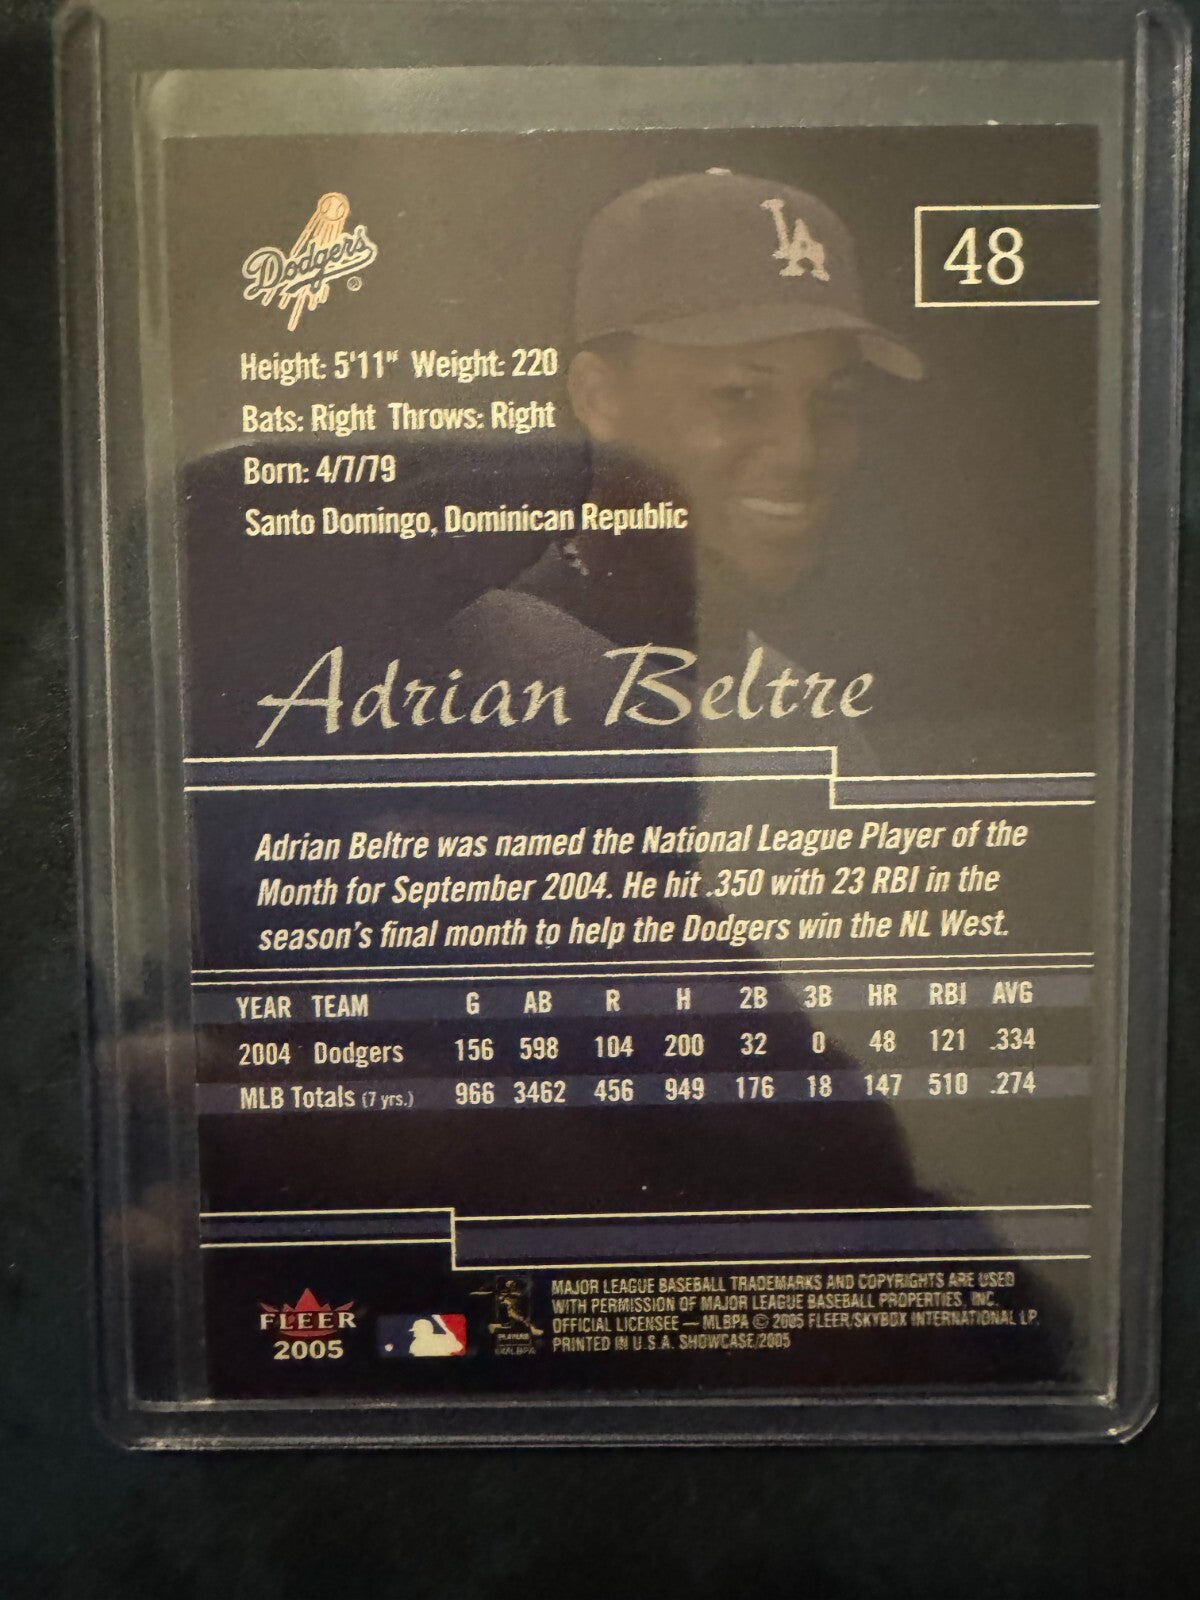 Dodgers
LA
48
Height: 5'11" Weight: 220
Bats: Right Throws: Right
Born: 4/7/79
Santo Domingo, Dominican Republic
Adrian Beltre
Adrian Beltre was named the National League Player of the
Month for September 2004. He hit .350 with 23 RBI in the
season's final month to help the Dodgers win the NL West.
YEAR TEAM G AB R H 2B 3B HR RBI AVG
2004 Dodgers 156 598 104 200 32 0 48 121 .334
MLB Totals (7 yrs.) 966 3462 456 949 176 18 147 510 .274
FLEER
2005
PLAYERS
MLBPA
MAJOR LEAGUE BASEBALL TRADEMARKS AND COPYRIGHTS ARE USED
WITH PERMISSION OF MAJOR LEAGUE BASEBALL PROPERTIES, INC.
OFFICIAL LICENSEE — MLBPA © 2005 FLEER/SKYBOX INTERNATIONAL LP.
PRINTED IN U.S.A. SHOWCASE/2005